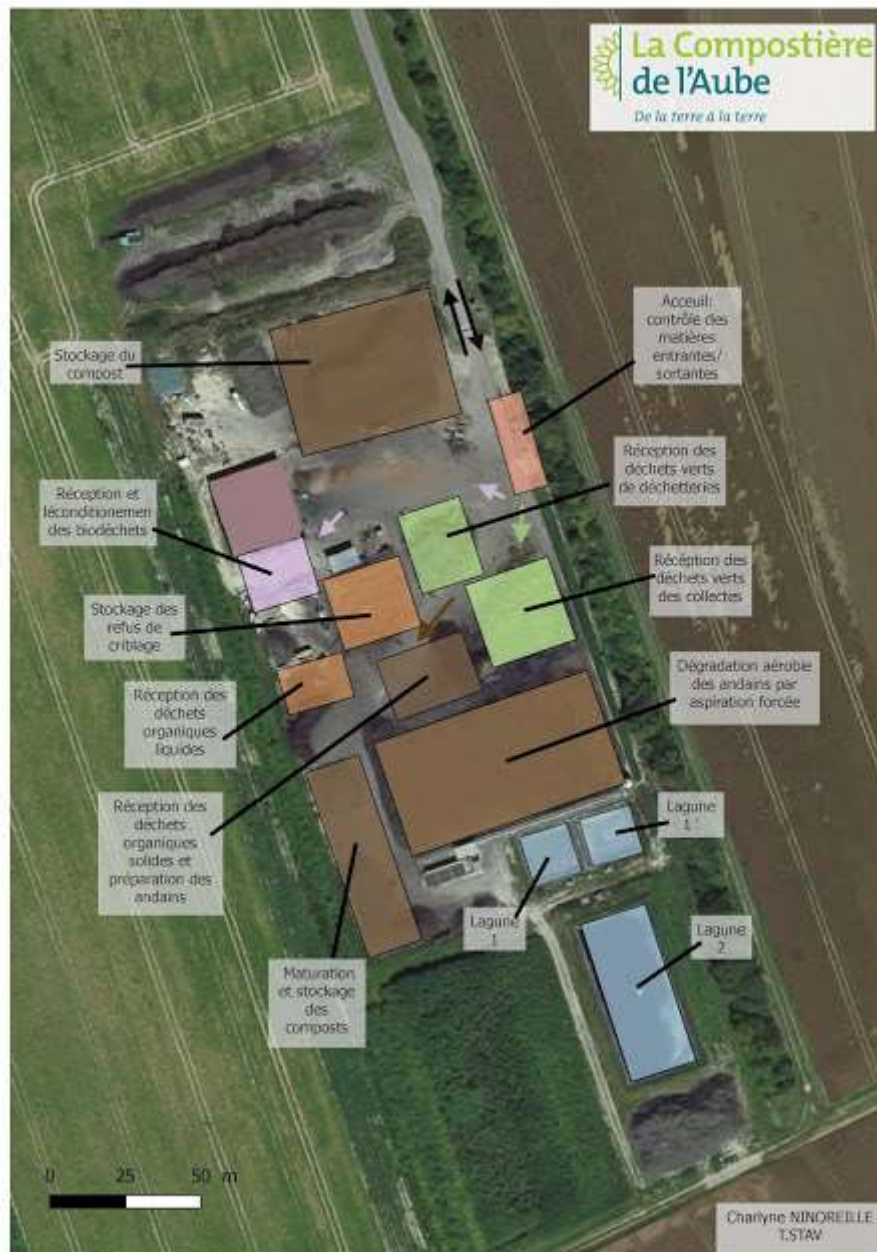 La Compostière
de l'Aube
De la terre à la terre
Acceuil:
contrôle des
matières
entrantes/
sortantes
Stockage du
compost
Réception des
déchets verts
de déchetteries
Réception et
léconditionement
des biodéchets
Récéption des
déchets verts
des collectes
Stockage des
refus de
criblage
Dégradation aérobie
des andains par
aspiration forcée
Réception des
déchets
organiques
liquides
Réception des
déchets
organiques
solides et
préparation des
andains
Lagune
1 '
Lagune
1
Lagune
2
Maturation
et stockage
des
composts
0 25 50 m
Charlyne NINOREILLE
T.STAV